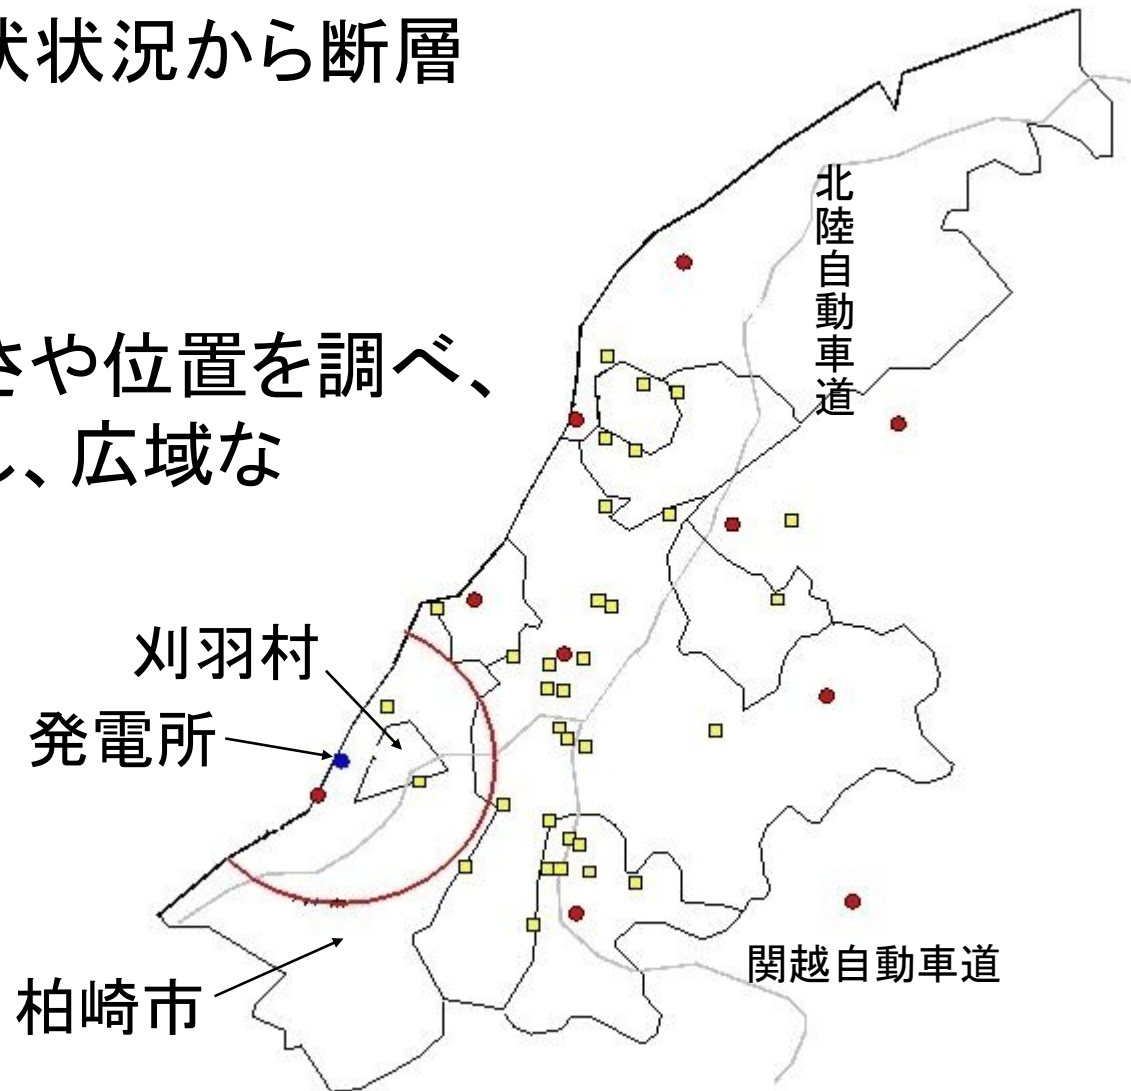 状状況から断層
さや位置を調べ、
し、広域な
北陸自動車道
刈羽村
発電所
関越自動車道
柏崎市